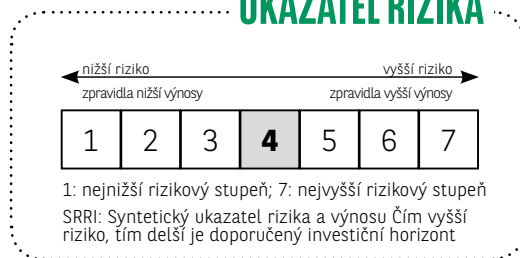 UKAZATEL RIZIKA
nižší riziko vyšší riziko
zpravidla nižší výnosy zpravidla vyšší výnosy
1 2 3 4 5 6 7
1: nejnižší rizikový stupeň; 7: nejvyšší rizikový stupeň
SRRI: Syntetický ukazatel rizika a výnosu Čím vyšší
riziko, tím delší je doporučený investiční horizont